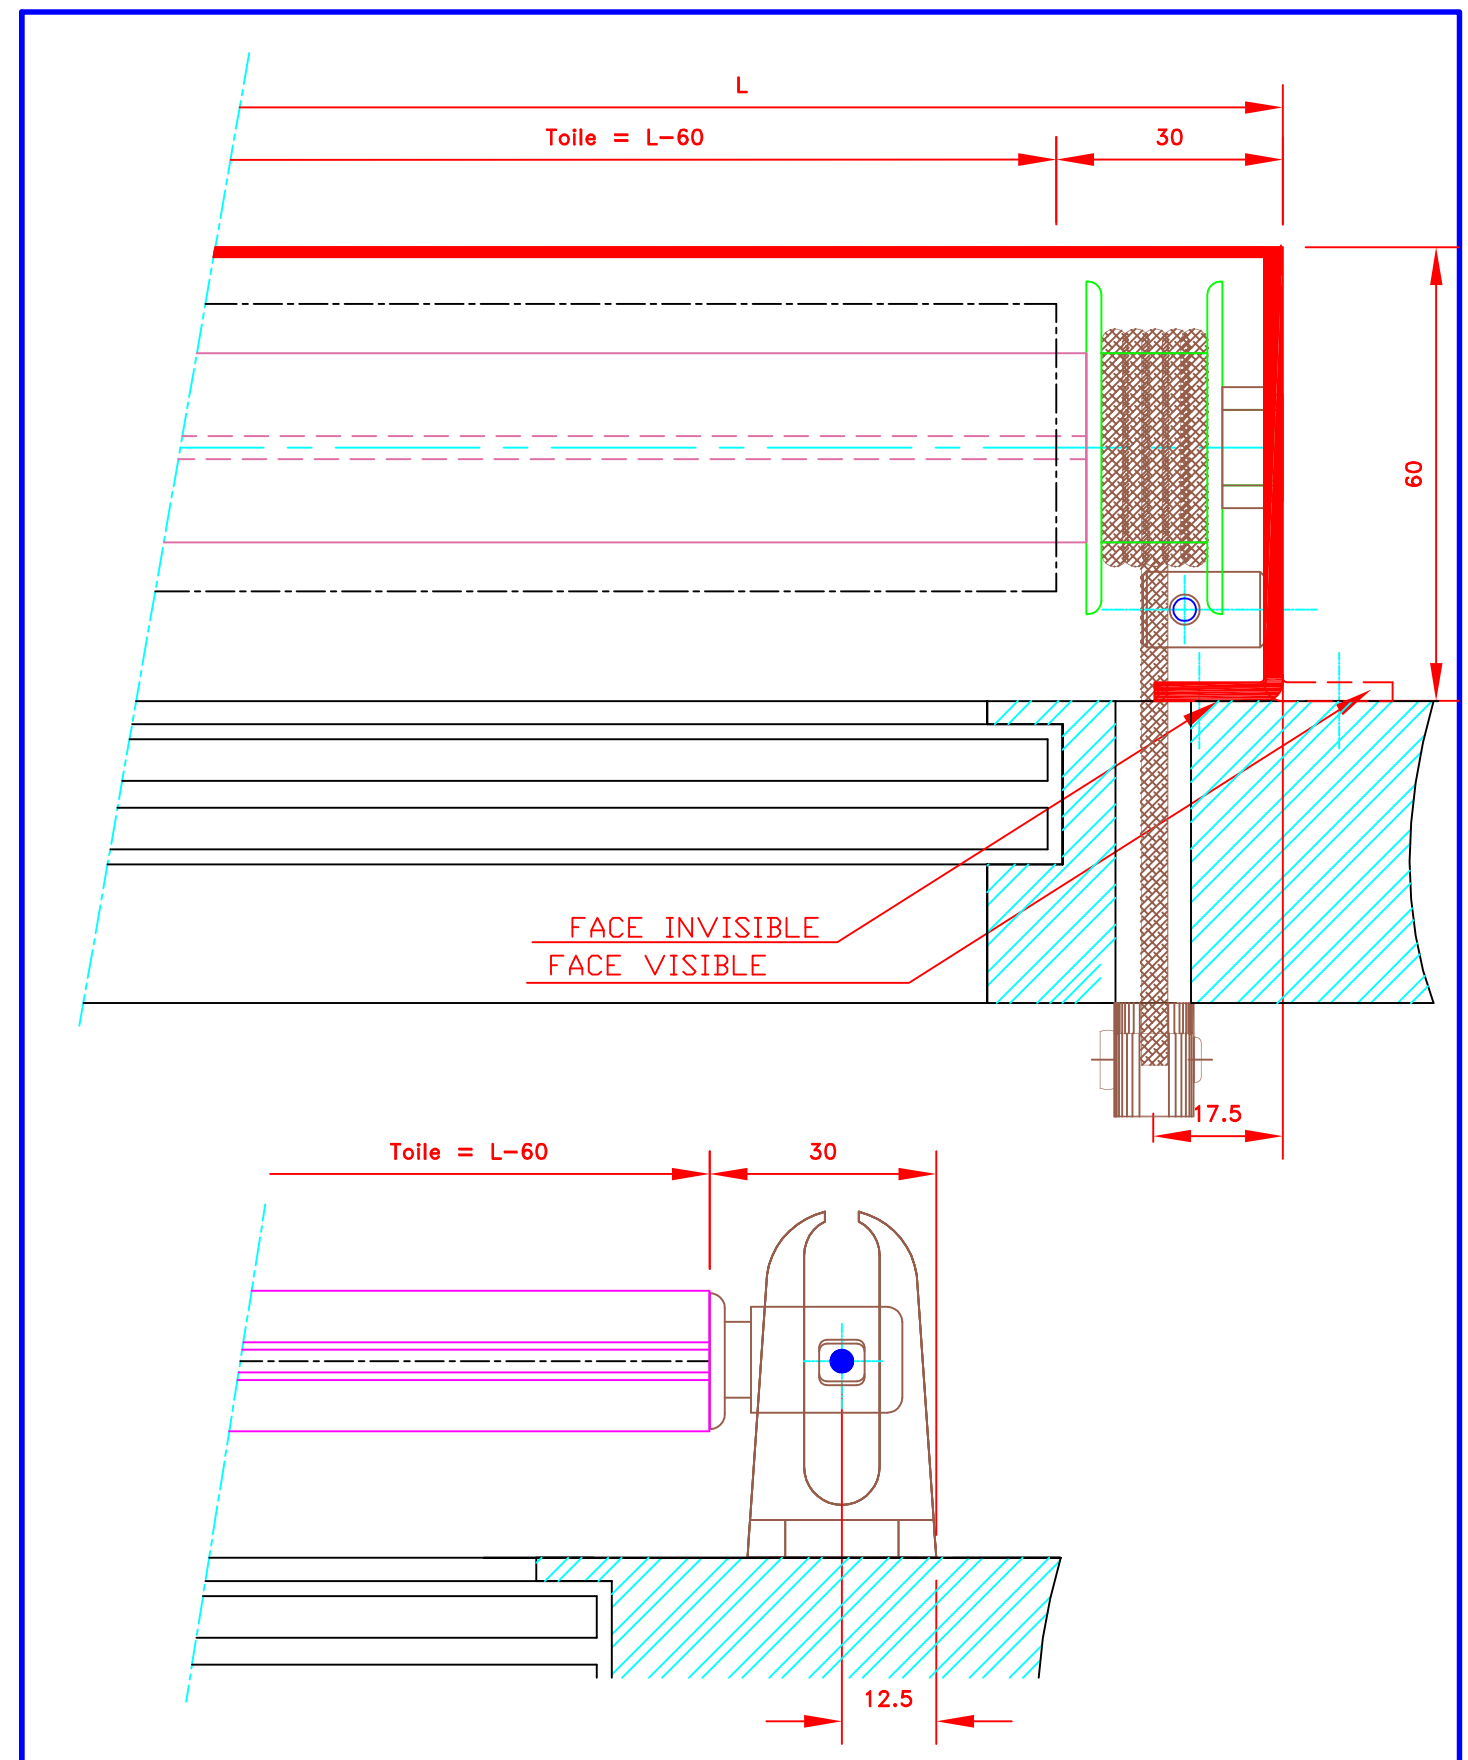 L
Toile = L-60
30
60
FACE INVISIBLE
FACE VISIBLE
17.5
Toile = L-60
30
12.5